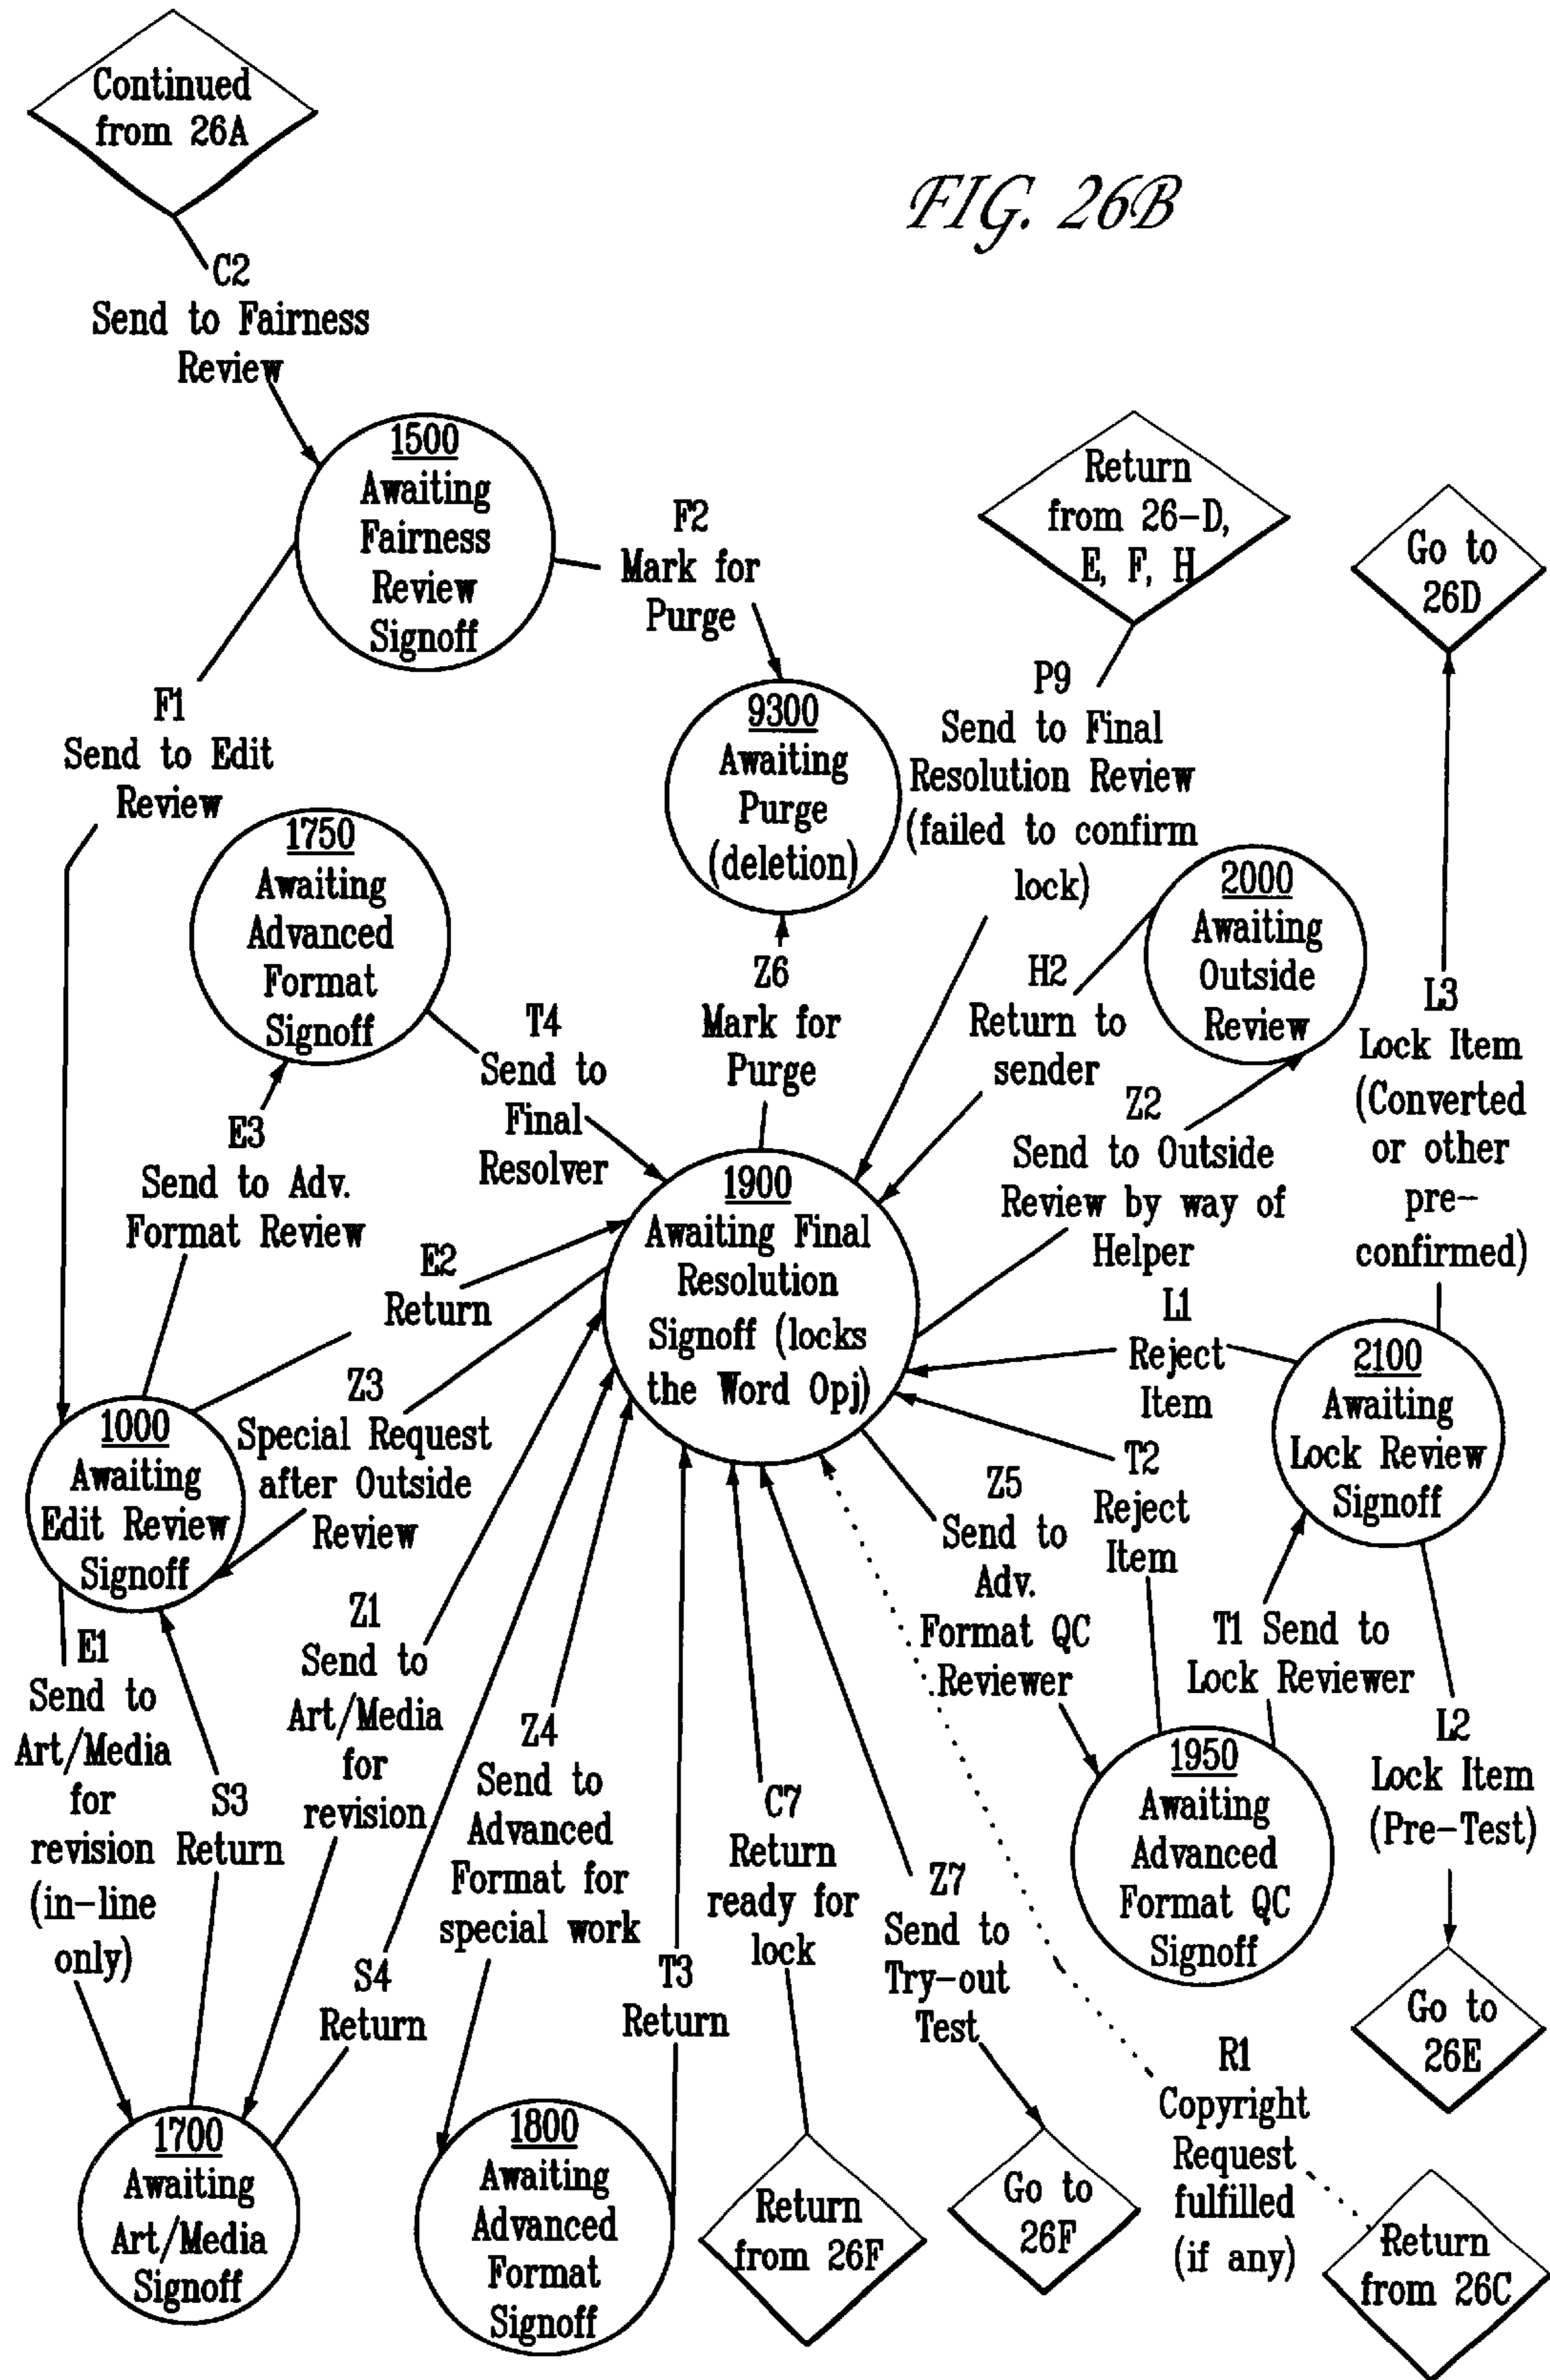 Continued
from 26A
FIG. 26B
C2
Send to Fairness
Review
1500
Awaiting
Fairness
Review
Signoff
F2
Mark for
Purge
Return
from 26-D,
E, F, H
Go to
26D
F1
Send to Edit
Review
9300
Awaiting
Purge
(deletion)
P9
Send to Final
Resolution Review
(failed to confirm
lock)
1750
Awaiting
Advanced
Format
Signoff
2000
Awaiting
Outside
Review
T4
Send to
Final
Resolver
Z6
Mark for
Purge
H2
Return to
sender
L3
Lock Item
(Converted
or other
pre-
confirmed)
E3
Send to Adv.
Format Review
Z2
Send to Outside
Review by way of
Helper
1900
Awaiting Final
Resolution
Signoff (locks
the Word Opj)
E2
Return
L1
Reject
Item
2100
Awaiting
Lock Review
Signoff
1000
Awaiting
Edit Review
Signoff
Z3
Special Request
after Outside
Review
Z5
Send to
Adv.
Format QC
Reviewer
T2
Reject
Item
E1
Send to
Art/Media
for
revision
(in-line
only)
S3
Return
Z1
Send to
Art/Media
for
revision
Z4
Send to
Advanced
Format for
special work
T1 Send to
Lock Reviewer
L2
Lock Item
(Pre-Test)
1950
Awaiting
Advanced
Format QC
Signoff
C7
Return
ready for
lock
Z7
Send to
Try-out
Test
S4
Return
T3
Return
Go to
26E
R1
Copyright
Request
fulfilled
(if any)
1700
Awaiting
Art/Media
Signoff
1800
Awaiting
Advanced
Format
Signoff
Return
from 26F
Go to
26F
Return
from 26C